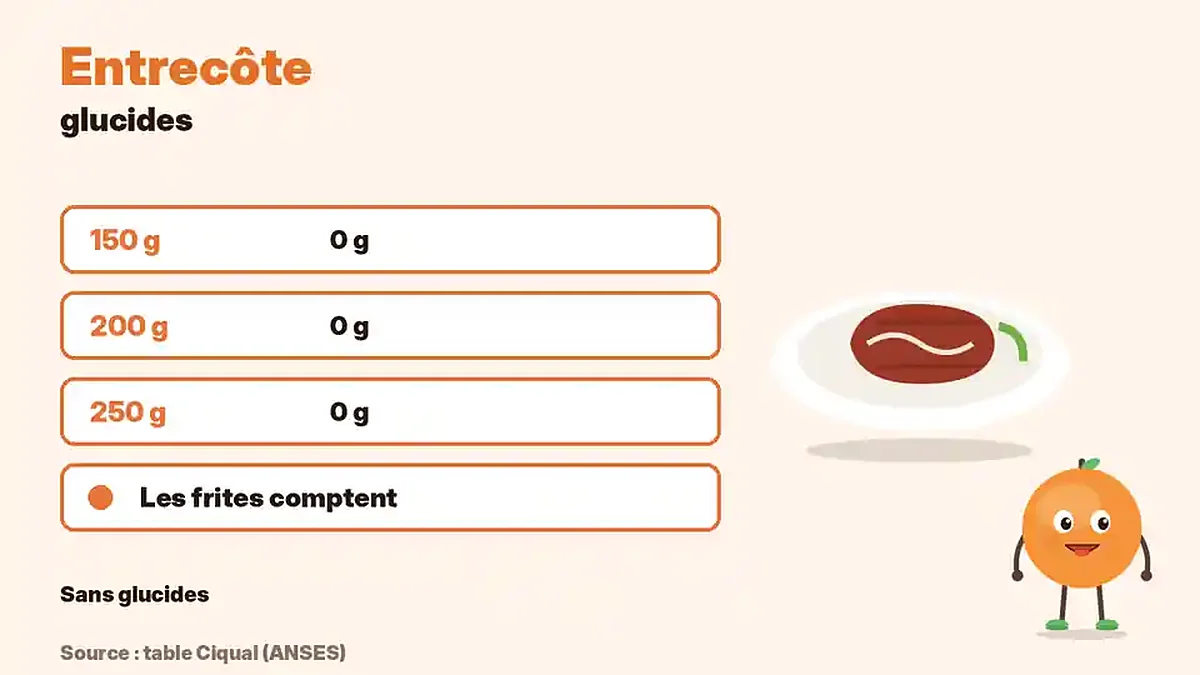 Entrecôte
glucides
150 g 0 g
200 g 0 g
250 g 0 g
Les frites comptent
Sans glucides
Source : table Ciqual (ANSES)